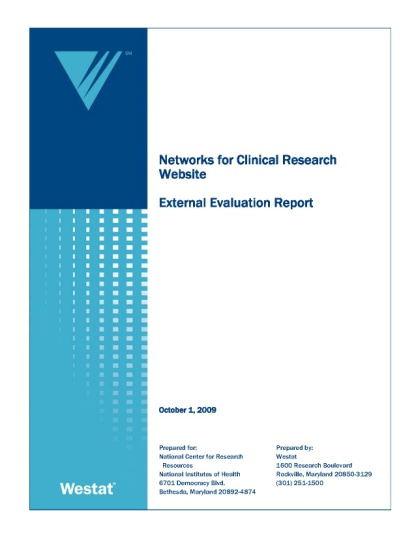 SM
Networks for Clinical Research
Website
External Evaluation Report
October 1, 2009
Prepared for:
National Center for Research
Resources
National Institutes of Health
6701 Democracy Blvd.
Bethesda, Maryland 20892-4874
Prepared by:
Westat
1600 Research Boulevard
Rockville, Maryland 20850-3129
(301) 251-1500
Westat®